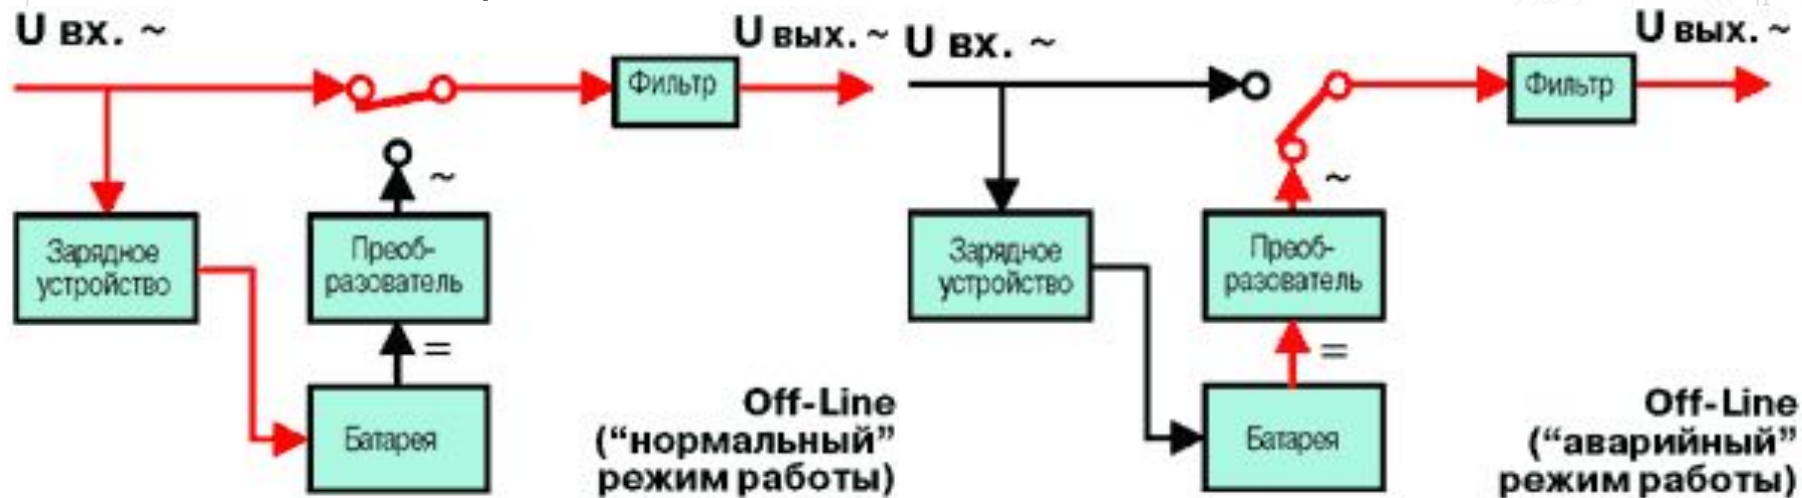 U вх. ~
U вых. ~
Фильтр
~
Зарядное
устройство
Преоб-
разователь
=
Батарея
Off-Line
(“нормальный”
режим работы)
U вх. ~
U вых. ~
Фильтр
~
Зарядное
устройство
Преоб-
разователь
=
Батарея
Off-Line
(“аварийный”
режим работы)